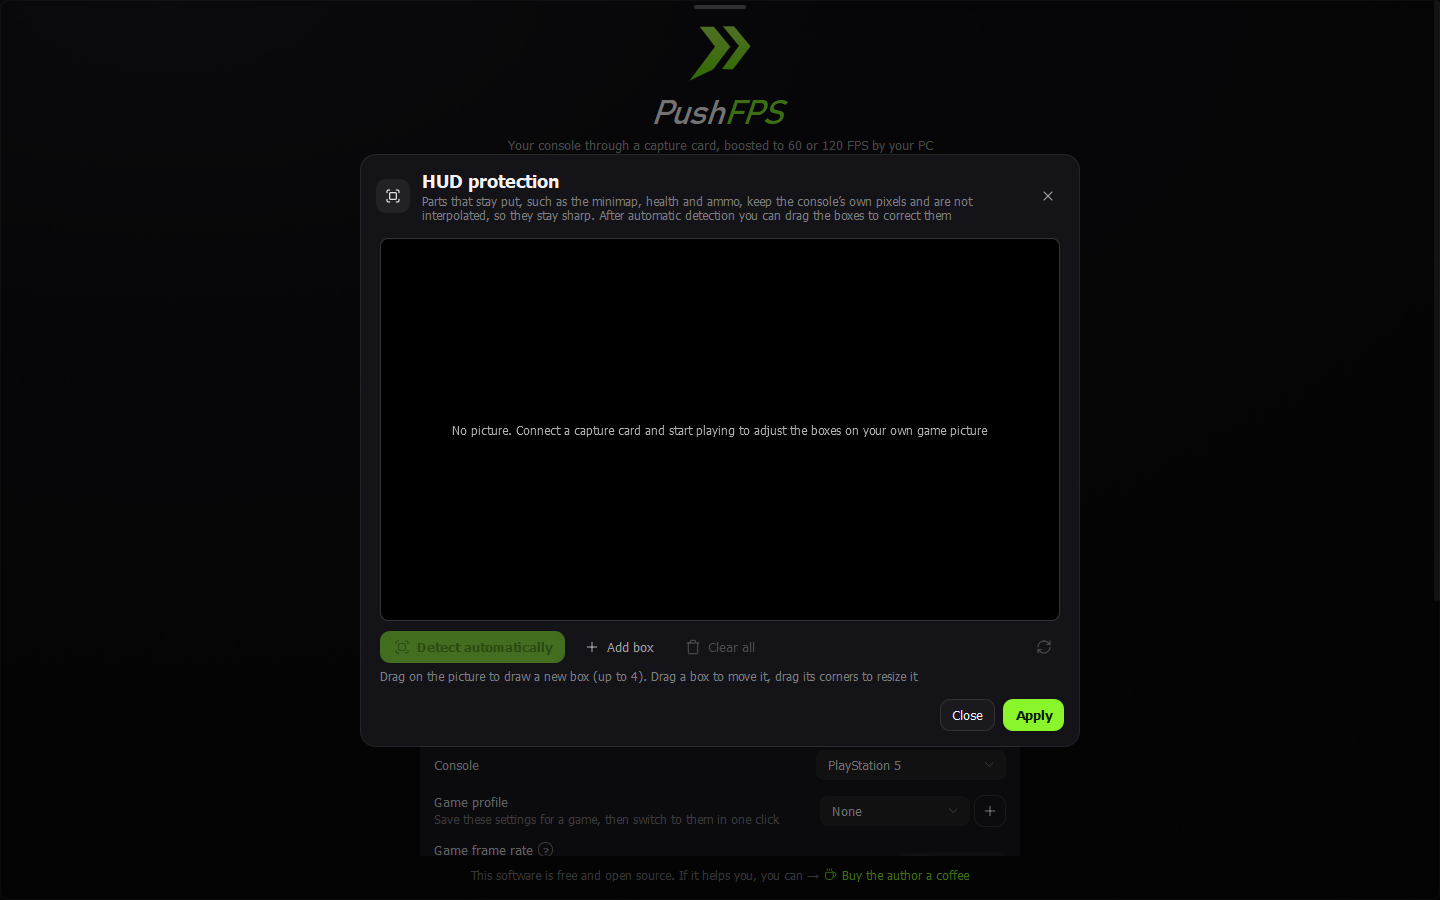 PushFPS
Your console through a capture card, boosted to 60 or 120 FPS by your PC
HUD protection
Parts that stay put, such as the minimap, health and ammo, keep the console's own pixels and are not
interpolated, so they stay sharp. After automatic detection you can drag the boxes to correct them
No picture. Connect a capture card and start playing to adjust the boxes on your own game picture
Detect automatically
Add box
Clear all
Drag on the picture to draw a new box (up to 4). Drag a box to move it, drag its corners to resize it
Close
Apply
Console
PlayStation 5
Game profile
Save these settings for a game, then switch to them in one click
None
Game frame rate ?
This software is free and open source. If it helps you, you can → Buy the author a coffee